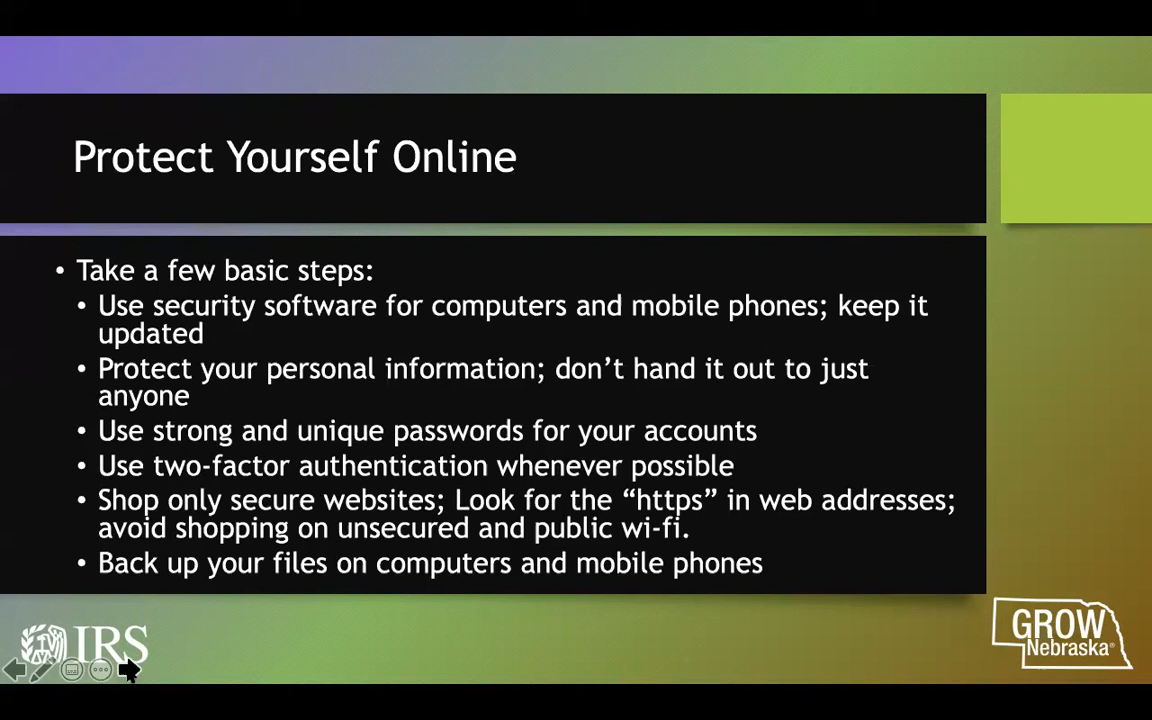 Protect Yourself Online
• Take a few basic steps:
• Use security software for computers and mobile phones; keep it
updated
• Protect your personal information; don’t hand it out to just
anyone
• Use strong and unique passwords for your accounts
• Use two-factor authentication whenever possible
• Shop only secure websites; Look for the “https” in web addresses;
avoid shopping on unsecured and public wi-fi.
• Back up your files on computers and mobile phones
IRS
GROW
Nebraska®